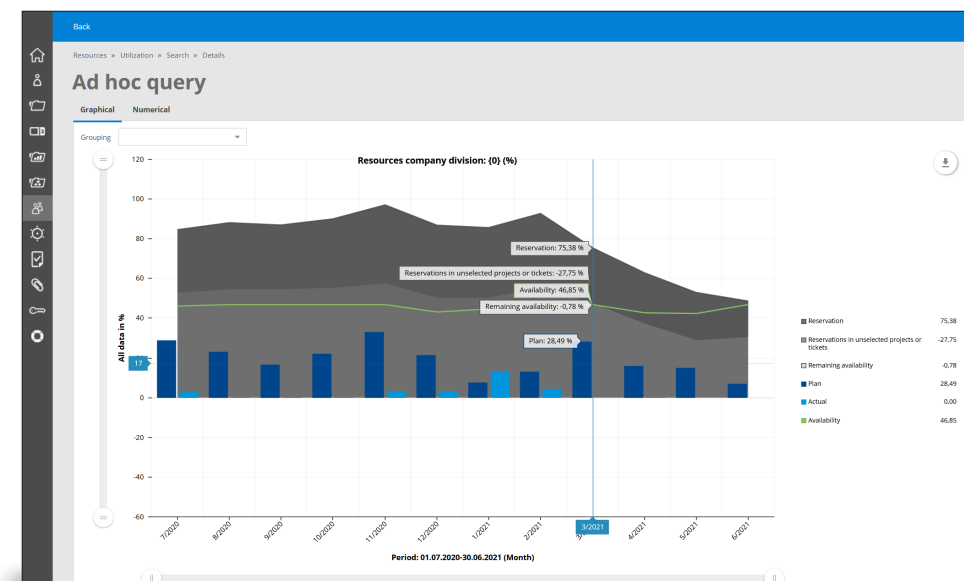 Back
Resources » Utilization » Search » Details
Ad hoc query
Graphical Numerical
Grouping
Resources company division: {0} (%)
120
100
80
60
40
17
0
-20
-40
-60
All data in %
Reservation: 75,38 %
Reservations in unselected projects or tickets: -27,75 %
Availability: 46,85 %
Remaining availability: -0,78 %
Plan: 28,49 %
Reservation 75,38
Reservations in unselected projects or -27,75
tickets
Remaining availability -0.78
Plan 28.49
Actual 0.00
Availability 46.85
7/2020 8/2020 9/2020 10/2020 11/2020 12/2020 1/2021 2/2021 3/2021 4/2021 5/2021 6/2021
Period: 01.07.2020-30.06.2021 (Month)